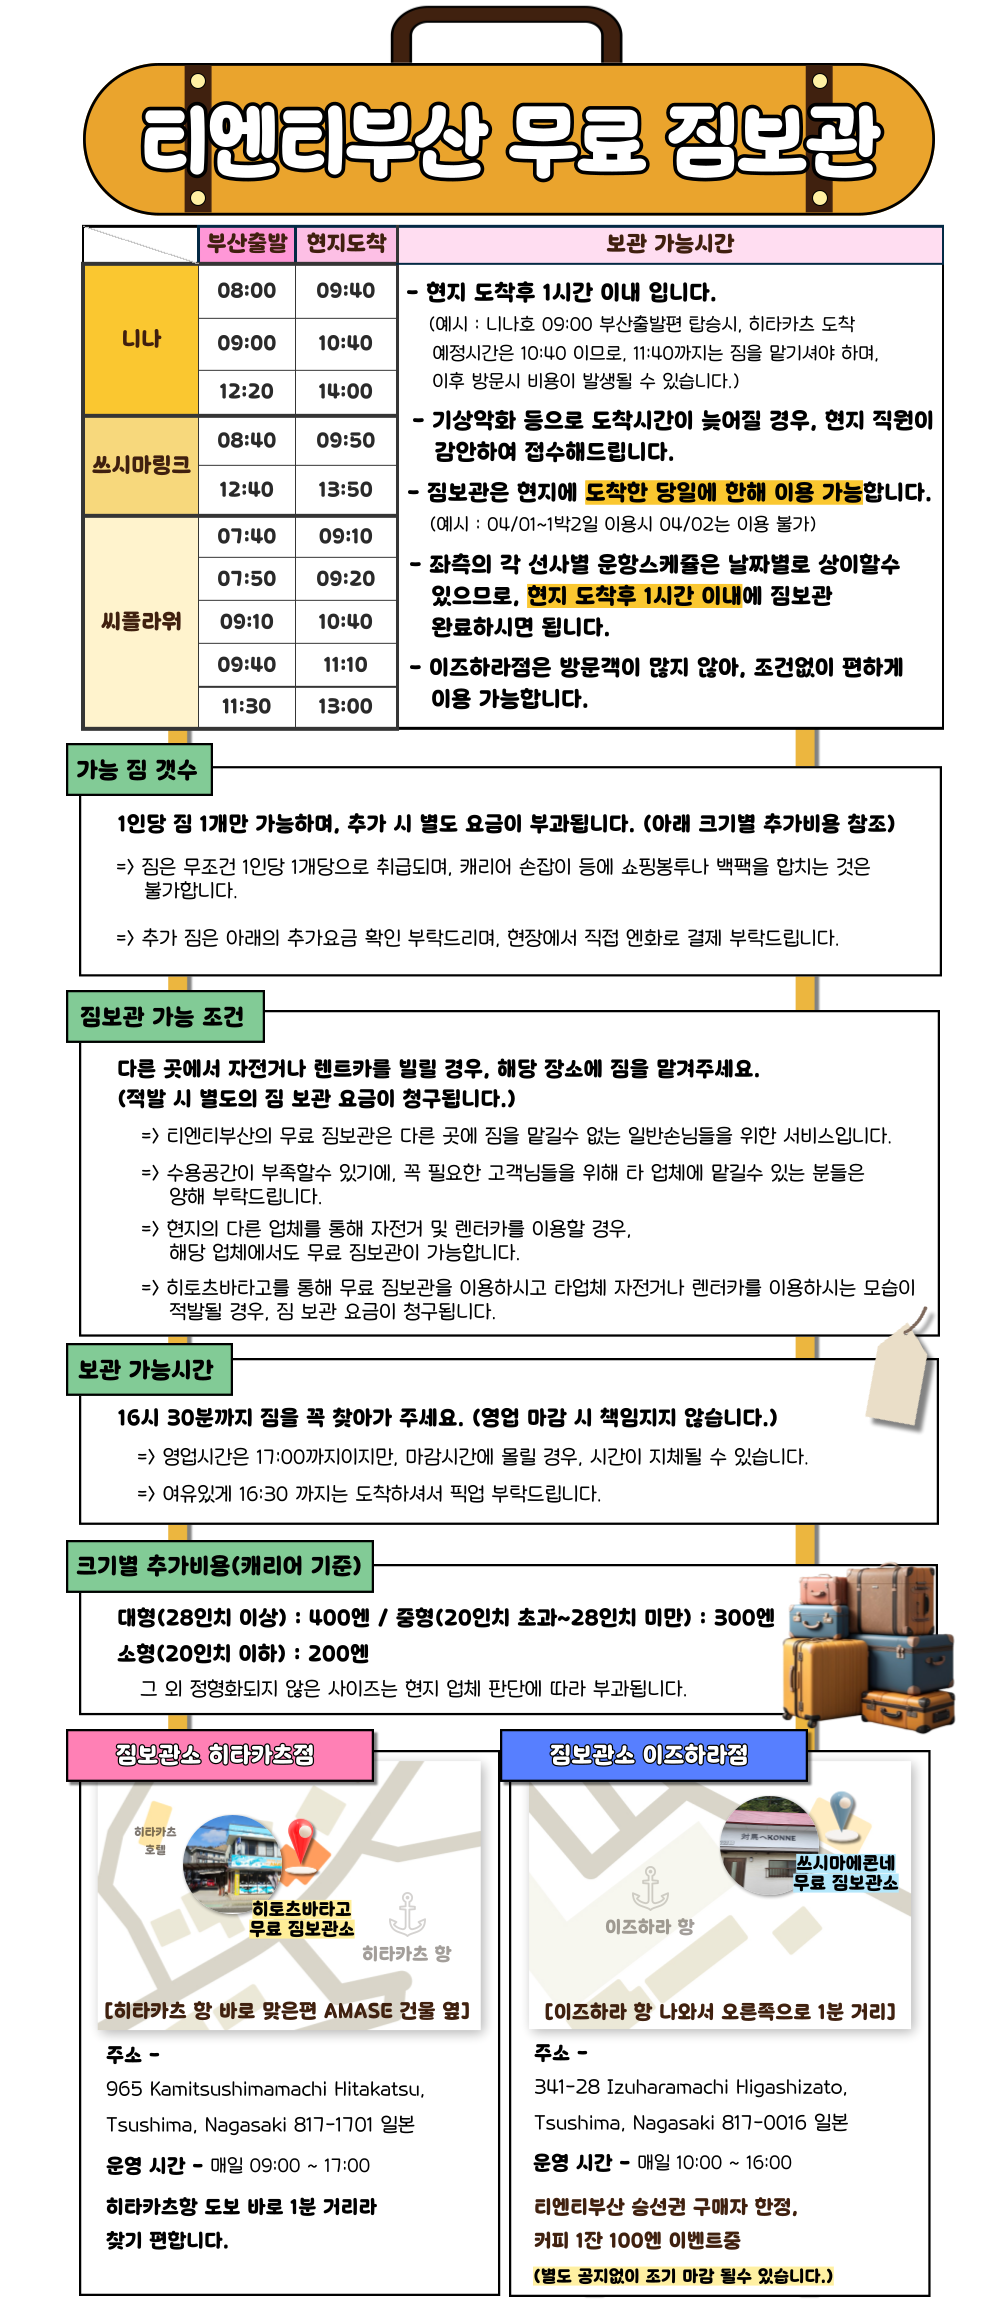 티엔티부산 무료 짐보관
부산출발 현지도착 보관 가능시간
니나
08:00 09:40
09:00 10:40
12:20 14:00
쓰시마링크
08:40 09:50
12:40 13:50
씨플라워
07:40 09:10
07:50 09:20
09:10 10:40
09:40 11:10
11:30 13:00
- 현지 도착후 1시간 이내 입니다.
(예시 : 니나호 09:00 부산출발편 탑승시, 히타카츠 도착
예정시간은 10:40 이므로, 11:40까지는 짐을 맡기셔야 하며,
이후 방문시 비용이 발생될 수 있습니다.)
- 기상악화 등으로 도착시간이 늦어질 경우, 현지 직원이
감안하여 접수해드립니다.
- 짐보관은 현지에 도착한 당일에 한해 이용 가능합니다.
(예시 : 04/01~1박2일 이용시 04/02는 이용 불가)
- 좌측의 각 선사별 운항스케쥴은 날짜별로 상이할수
있으므로, 현지 도착후 1시간 이내에 짐보관
완료하시면 됩니다.
- 이즈하라점은 방문객이 많지 않아, 조건없이 편하게
이용 가능합니다.
가능 짐 갯수
1인당 짐 1개만 가능하며, 추가 시 별도 요금이 부과됩니다. (아래 크기별 추가비용 참조)
=> 짐은 무조건 1인당 1개당으로 취급되며, 캐리어 손잡이 등에 쇼핑봉투나 백팩을 합치는 것은
불가합니다.
=> 추가 짐은 아래의 추가요금 확인 부탁드리며, 현장에서 직접 엔화로 결제 부탁드립니다.
짐보관 가능 조건
다른 곳에서 자전거나 렌트카를 빌릴 경우, 해당 장소에 짐을 맡겨주세요.
(적발 시 별도의 짐 보관 요금이 청구됩니다.)
=> 티엔티부산의 무료 짐보관은 다른 곳에 짐을 맡길수 없는 일반손님들을 위한 서비스입니다.
=> 수용공간이 부족할수 있기에, 꼭 필요한 고객님들을 위해 타 업체에 맡길수 있는 분들은
양해 부탁드립니다.
=> 현지의 다른 업체를 통해 자전거 및 렌터카를 이용할 경우,
해당 업체에서도 무료 짐보관이 가능합니다.
=> 히토츠바타고를 통해 무료 짐보관을 이용하시고 타업체 자전거나 렌터카를 이용하시는 모습이
적발될 경우, 짐 보관 요금이 청구됩니다.
보관 가능시간
16시 30분까지 짐을 꼭 찾아가 주세요. (영업 마감 시 책임지지 않습니다.)
=> 영업시간은 17:00까지이지만, 마감시간에 몰릴 경우, 시간이 지체될 수 있습니다.
=> 여유있게 16:30 까지는 도착하셔서 픽업 부탁드립니다.
크기별 추가비용(캐리어 기준)
대형(28인치 이상) : 400엔 / 중형(20인치 초과~28인치 미만) : 300엔
소형(20인치 이하) : 200엔
그 외 정형화되지 않은 사이즈는 현지 업체 판단에 따라 부과됩니다.
짐보관소 히타카츠점
히타카츠
호텔
히토츠바타고
무료 짐보관소
히타카츠 항
[히타카츠 항 바로 맞은편 AMASE 건물 옆]
주소 -
965 Kamitsushimamachi Hitakatsu,
Tsushima, Nagasaki 817-1701 일본
운영 시간 - 매일 09:00 ~ 17:00
히타카츠항 도보 바로 1분 거리라
찾기 편합니다.
짐보관소 이즈하라점
対馬へKONNE
쓰시마에콘네
무료 짐보관소
이즈하라 항
[이즈하라 항 나와서 오른쪽으로 1분 거리]
주소 -
341-28 Izuharamachi Higashizato,
Tsushima, Nagasaki 817-0016 일본
운영 시간 - 매일 10:00 ~ 16:00
티엔티부산 승선권 구매자 한정,
커피 1잔 100엔 이벤트중
(별도 공지없이 조기 마감 될수 있습니다.)